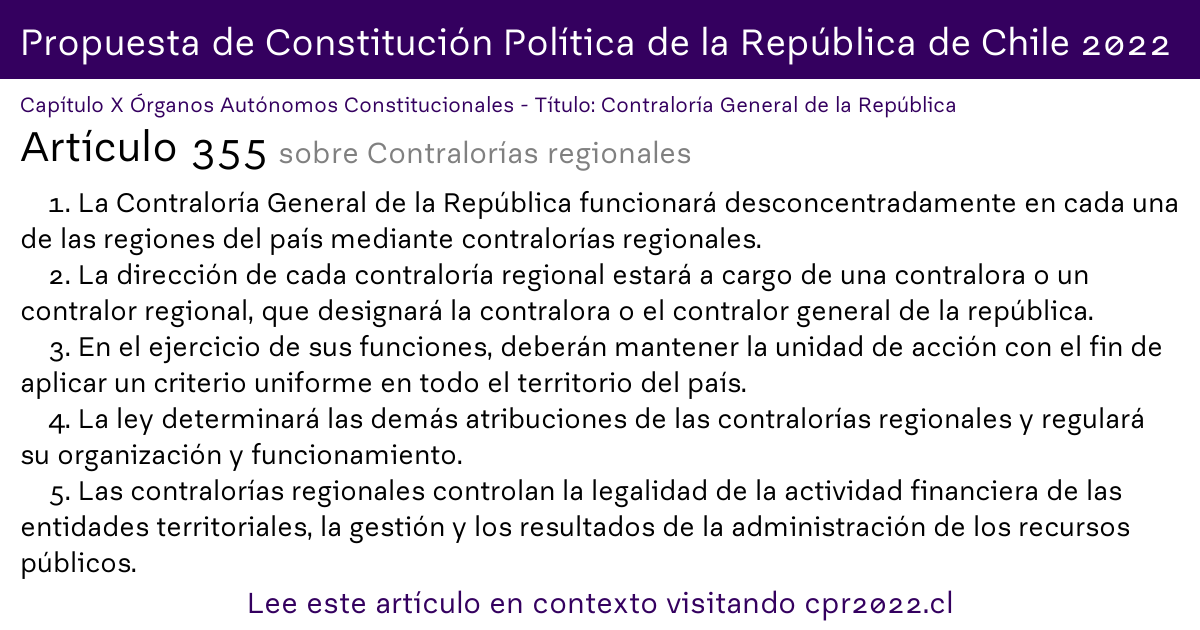 Propuesta de Constitución Política de la República de Chile 2022
Capítulo X Órganos Autónomos Constitucionales - Título: Contraloría General de la República
Artículo 355 sobre Contralorías regionales
1. La Contraloría General de la República funcionará desconcentradamente en cada una
de las regiones del país mediante contralorías regionales.
2. La dirección de cada contraloría regional estará a cargo de una contralora o un
contralor regional, que designará la contralora o el contralor general de la república.
3. En el ejercicio de sus funciones, deberán mantener la unidad de acción con el fin de
aplicar un criterio uniforme en todo el territorio del país.
4. La ley determinará las demás atribuciones de las contralorías regionales y regulará
su organización y funcionamiento.
5. Las contralorías regionales controlan la legalidad de la actividad financiera de las
entidades territoriales, la gestión y los resultados de la administración de los recursos
públicos.
Lee este artículo en contexto visitando cpr2022.cl